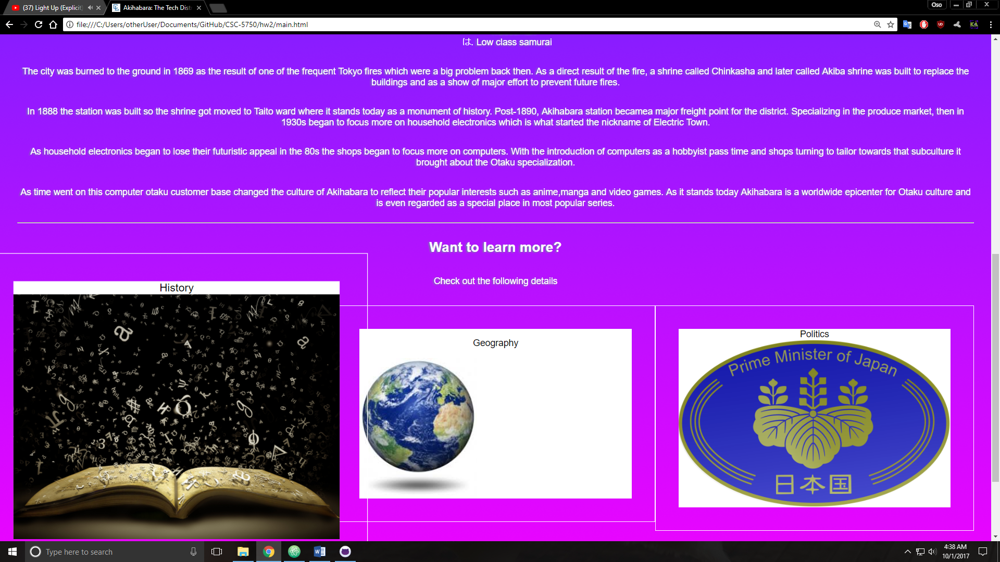 (37) Light Up (Explicit)
Akihabara: The Tech Dist
Oso
file:///C:/Users/otherUser/Documents/GitHub/CSC-5750/hw2/main.html
は. Low class samurai
The city was burned to the ground in 1869 as the result of one of the frequent Tokyo fires which were a big problem back then. As a direct result of the fire, a shrine called Chinkasha and later called Akiba shrine was built to replace the
buildings and as a show of major effort to prevent future fires.
In 1888 the station was built so the shrine got moved to Taito ward where it stands today as a monument of history. Post-1890, Akihabara station becamea major freight point for the district. Specializing in the produce market, then in
1930s began to focus more on household electronics which is what started the nickname of Electric Town.
As household electronics began to lose their futuristic appeal in the 80s the shops began to focus more on computers. With the introduction of computers as a hobbyist pass time and shops turning to tailor towards that subculture it
brought about the Otaku specialization.
As time went on this computer otaku customer base changed the culture of Akihabara to reflect their popular interests such as anime,manga and video games. As it stands today Akihabara is a worldwide epicenter for Otaku culture and
is even regarded as a special place in most popular series.
Want to learn more?
Check out the following details
History
Geography
Politics
Prime Minister of Japan
日本国
Type here to search
4:38 AM
10/1/2017